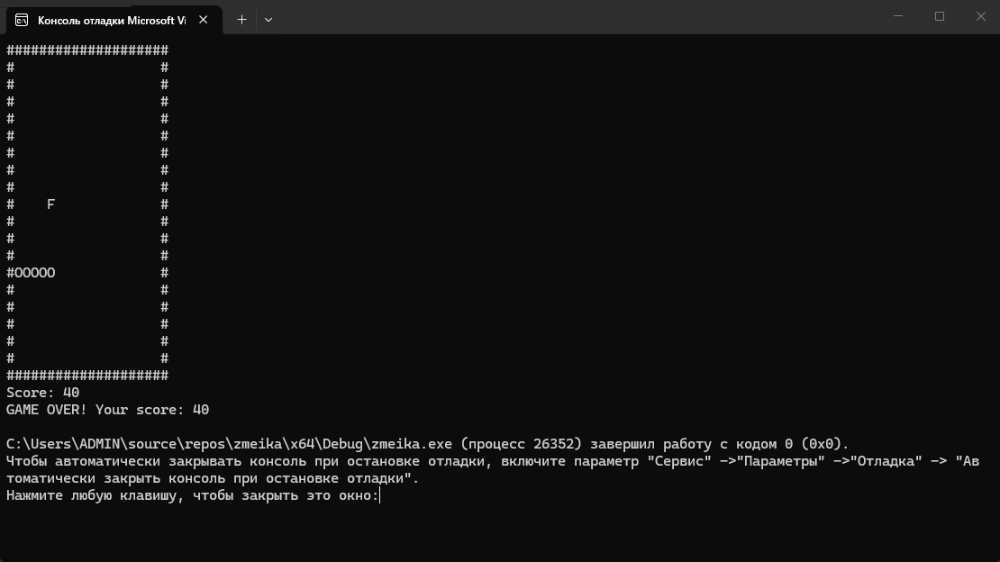 Консоль отладки Microsoft Vi
####################
#                  #
#                  #
#                  #
#                  #
#                  #
#                  #
#                  #
#                  #
#    F             #
#                  #
#                  #
#                  #
#OOOOO             #
#                  #
#                  #
#                  #
#                  #
#                  #
####################
Score: 40
GAME OVER! Your score: 40
C:\Users\ADMIN\source\repos\zmeika\x64\Debug\zmeika.exe (процесс 26352) завершил работу с кодом 0 (0x0).
Чтобы автоматически закрывать консоль при остановке отладки, включите параметр "Сервис" ->"Параметры" ->"Отладка" -> "Ав
томатически закрыть консоль при остановке отладки".
Нажмите любую клавишу, чтобы закрыть это окно: